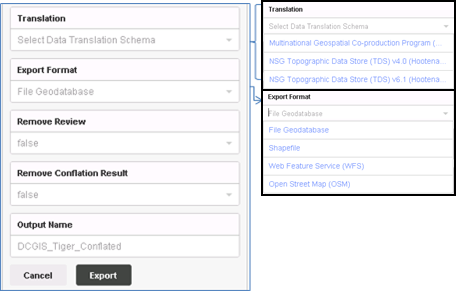 Translation
Select Data Translation Schema
Export Format
File Geodatabase
Remove Review
false
Remove Conflation Result
false
Output Name
DCGIS_Tiger_Conflated
Cancel Export
Translation
Select Data Translation Schema
Multinational Geospatial Co-production Program (...
NSG Topographic Data Store (TDS) v4.0 (Hootena...
NSG Topographic Data Store (TDS) v6.1 (Hootena...
Export Format
File Geodatabase
File Geodatabase
Shapefile
Web Feature Service (WFS)
Open Street Map (OSM)